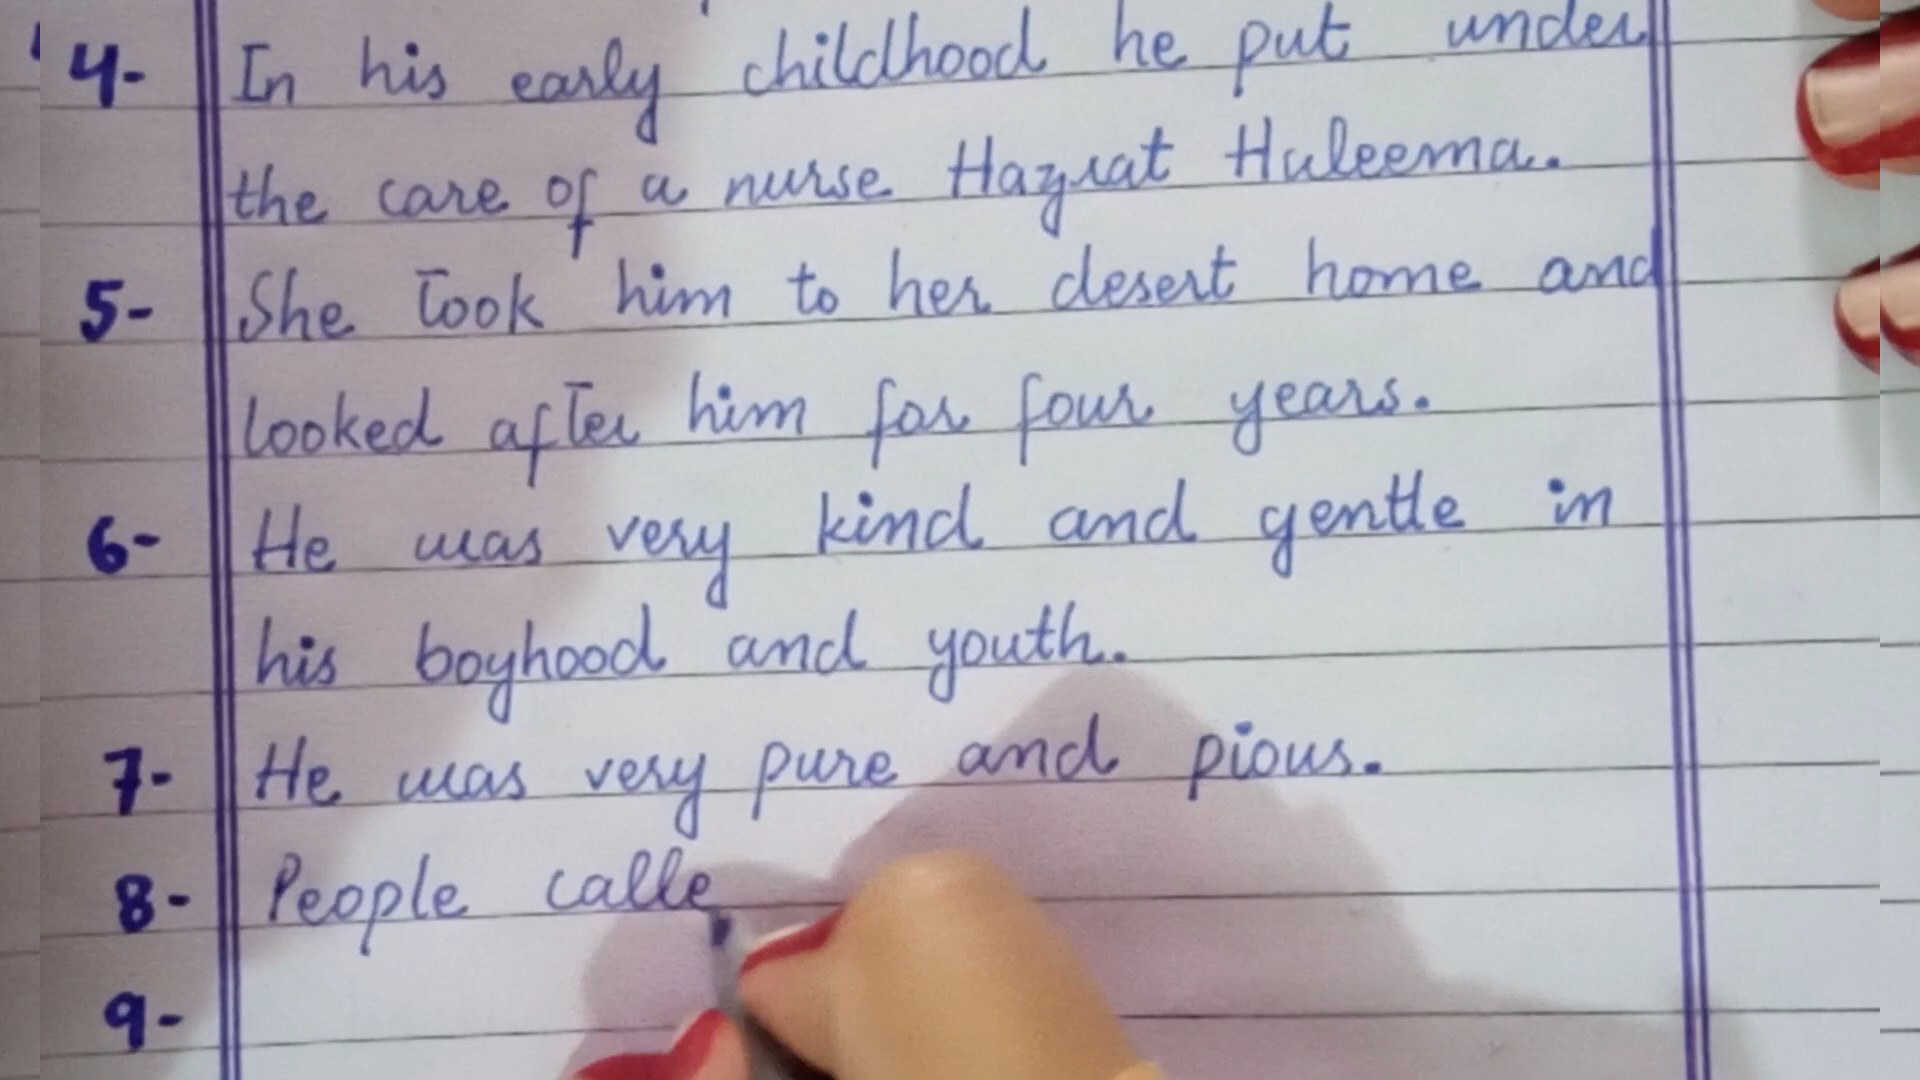 4- In his early childhood he put under
the care of a nurse Hazrat Huleema.
5- She took him to her desert home and
looked after him for four years.
6- He was very kind and gentle in
his boyhood and youth.
7- He was very pure and pious.
8- People calle
9-